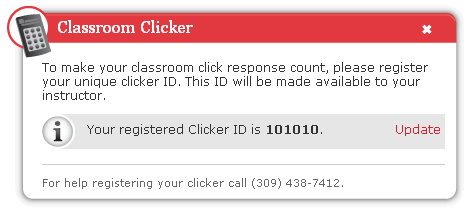 Classroom Clicker
To make your classroom click response count, please register
your unique clicker ID. This ID will be made available to your
instructor.
Your registered Clicker ID is 101010. Update
For help registering your clicker call (309) 438-7412.